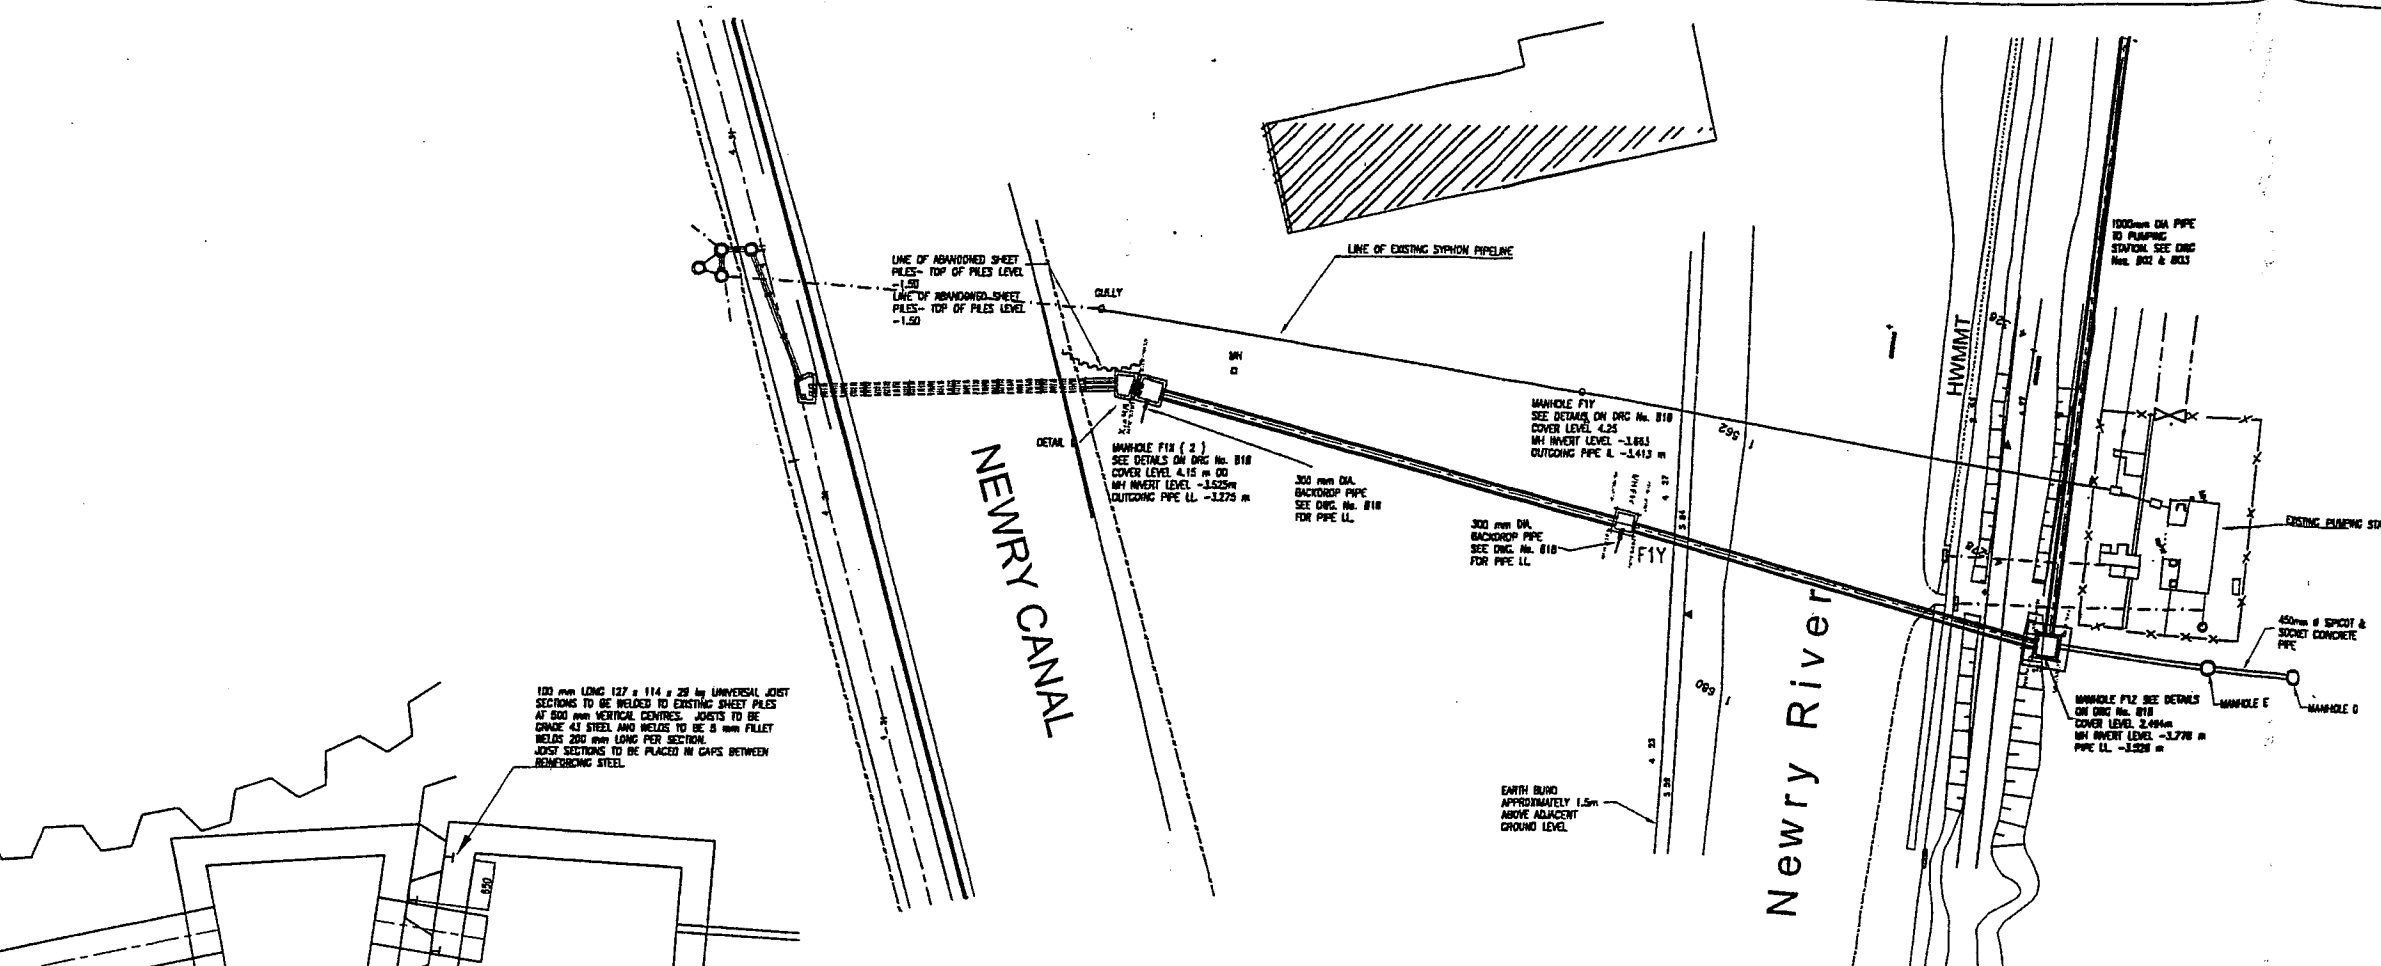 LINE OF ABANDONED SHEET
PILES- TOP OF PILES LEVEL
-1.50
LINE OF ABANDONED SHEET
PILES- TOP OF PILES LEVEL
-1.50
GULLY
MH
LINE OF EXISTING SYPHON PIPELINE
1000mm DIA PIPE
TO PUMPING
STATION. SEE DRG
Nos. 802 & 803
HWMMT
DETAIL
MANHOLE F1X ( 2 )
SEE DETAILS ON DRG No. 818
COVER LEVEL 4.15 m OD
MH INVERT LEVEL -3.525m
OUTGOING PIPE I.L. -3.275 m
300 mm DIA.
BACKDROP PIPE
SEE DWG. No. 818
FOR PIPE I.L.
MANHOLE F1Y
SEE DETAILS ON DRG No. 818
COVER LEVEL 4.25
MH INVERT LEVEL -3.663
OUTGOING PIPE IL -3.413 m
300 mm DIA.
BACKDROP PIPE
SEE DWG. No. 818
FOR PIPE I.L.
F1Y
NEWRY CANAL
Newry River
EXISTING PUMPING STA
450mm ø SPIGOT &
SOCKET CONCRETE
PIPE
MANHOLE F1Z SEE DETAILS
ON DRG No. 818
COVER LEVEL 2.494m
MH INVERT LEVEL -3.778 m
PIPE I.L. -3.928 m
MANHOLE E
MANHOLE D
EARTH BUND
APPROXIMATELY 1.5m
ABOVE ADJACENT
GROUND LEVEL
100 mm LONG 127 x 114 x 29 kg UNIVERSAL JOIST
SECTIONS TO BE WELDED TO EXISTING SHEET PILES
AT 500 mm VERTICAL CENTRES. JOISTS TO BE
GRADE 43 STEEL AND WELDS TO BE 6 mm FILLET
WELDS 200 mm LONG PER SECTION.
JOIST SECTIONS TO BE PLACED IN GAPS BETWEEN
REINFORCING STEEL
650